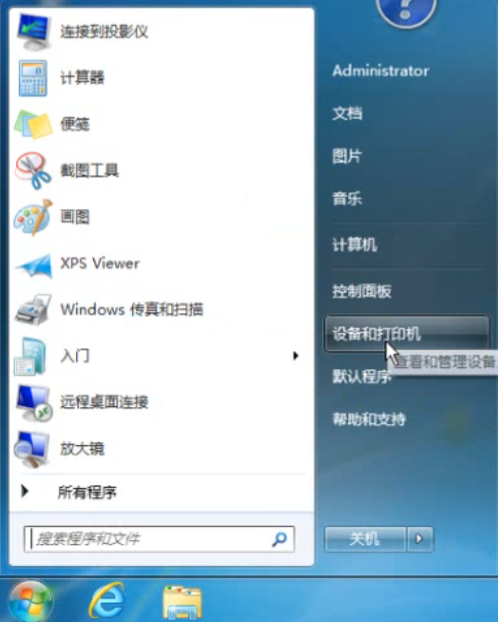 连接到投影仪
计算器
便笺
截图工具
画图
XPS Viewer
Windows 传真和扫描
入门
远程桌面连接
放大镜
所有程序
搜索程序和文件
Administrator
文档
图片
音乐
计算机
控制面板
设备和打印机
查看和管理设备
默认程序
帮助和支持
关机